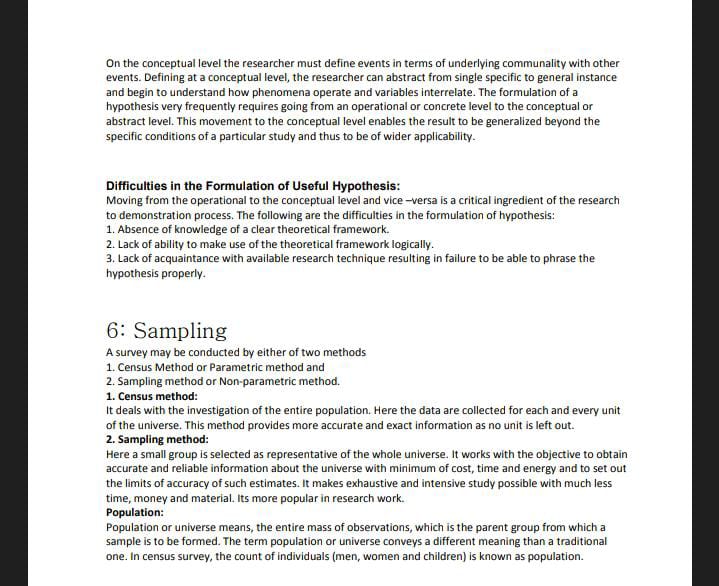 On the conceptual level the researcher must define events in terms of underlying communality with other
events. Defining at a conceptual level, the researcher can abstract from single specific to general instance
and begin to understand how phenomena operate and variables interrelate. The formulation of a
hypothesis very frequently requires going from an operational or concrete level to the conceptual or
abstract level. This movement to the conceptual level enables the result to be generalized beyond the
specific conditions of a particular study and thus to be of wider applicability.
Difficulties in the Formulation of Useful Hypothesis:
Moving from the operational to the conceptual level and vice –versa is a critical ingredient of the research
to demonstration process. The following are the difficulties in the formulation of hypothesis:
1. Absence of knowledge of a clear theoretical framework.
2. Lack of ability to make use of the theoretical framework logically.
3. Lack of acquaintance with available research technique resulting in failure to be able to phrase the
hypothesis properly.
6: Sampling
A survey may be conducted by either of two methods
1. Census Method or Parametric method and
2. Sampling method or Non-parametric method.
1. Census method:
It deals with the investigation of the entire population. Here the data are collected for each and every unit
of the universe. This method provides more accurate and exact information as no unit is left out.
2. Sampling method:
Here a small group is selected as representative of the whole universe. It works with the objective to obtain
accurate and reliable information about the universe with minimum of cost, time and energy and to set out
the limits of accuracy of such estimates. It makes exhaustive and intensive study possible with much less
time, money and material. Its more popular in research work.
Population:
Population or universe means, the entire mass of observations, which is the parent group from which a
sample is to be formed. The term population or universe conveys a different meaning than a traditional
one. In census survey, the count of individuals (men, women and children) is known as population.